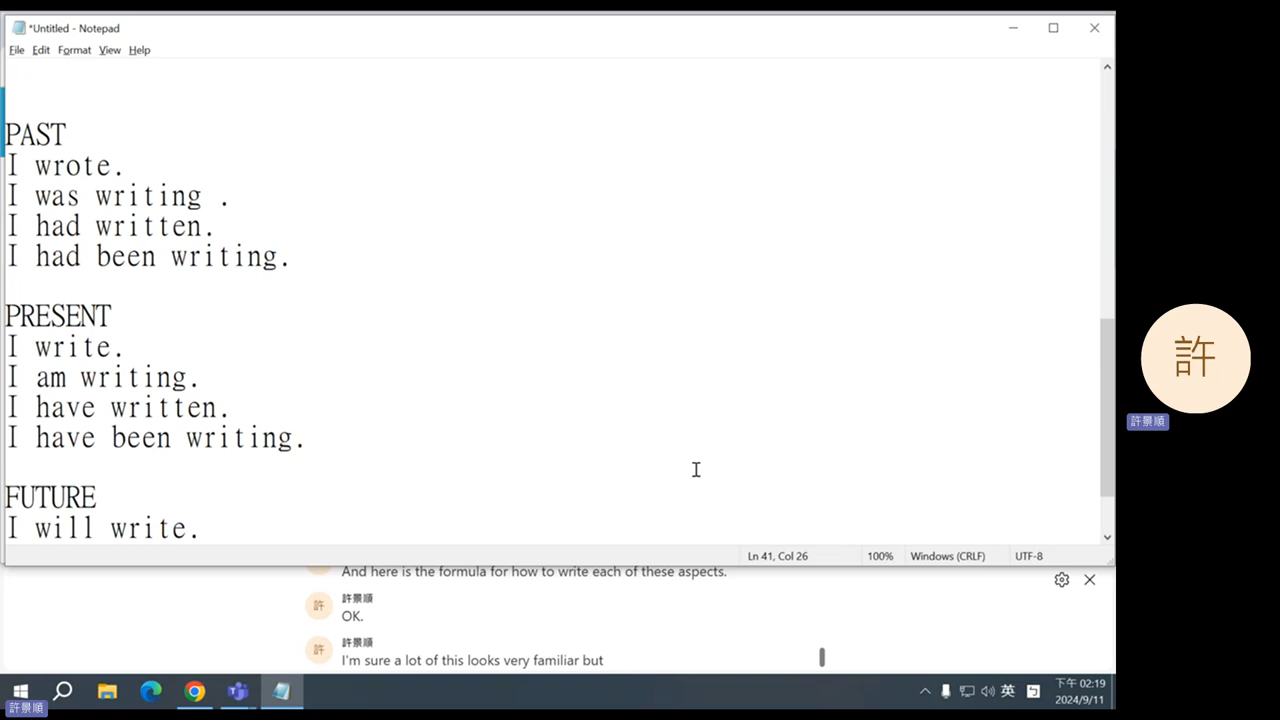 *Untitled - Notepad
File Edit Format View Help
PAST
I wrote.
I was writing .
I had written.
I had been writing.
PRESENT
I write.
I am writing.
I have written.
I have been writing.
FUTURE
I will write.
Ln 41, Col 26 100% Windows (CRLF) UTF-8
And here is the formula for how to write each of these aspects.
許 許景順
OK.
許 許景順
I'm sure a lot of this looks very familiar but
許
許景順
英 下午 02:19
2024/9/11
許景順